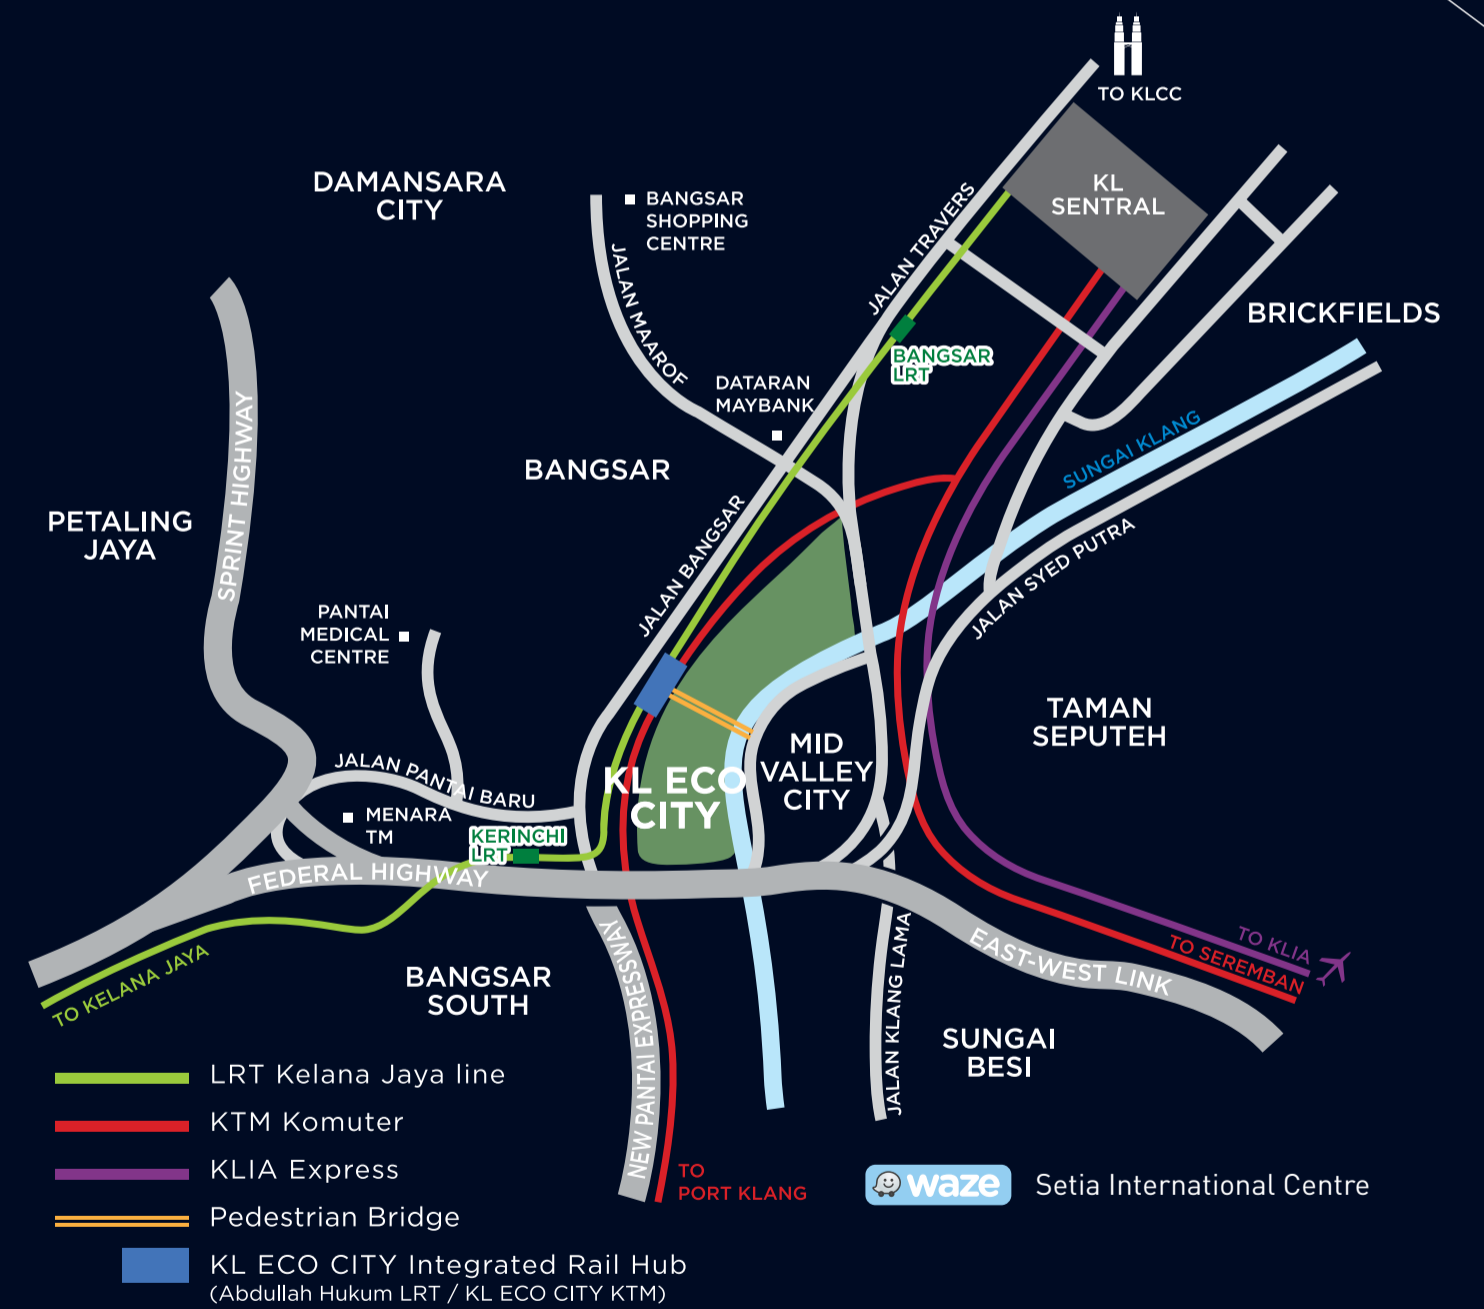 TO KLCC
DAMANSARA
CITY
BANGSAR
SHOPPING
CENTRE
KL
SENTRAL
JALAN TRAVERS
JALAN MAAROF
BRICKFIELDS
BANGSAR
LRT
DATARAN
MAYBANK
SPRINT HIGHWAY
SUNGAI KLANG
BANGSAR
PETALING
JAYA
JALAN BANGSAR
JALAN SYED PUTRA
PANTAI
MEDICAL
CENTRE
TAMAN
SEPUTEH
MID
VALLEY
CITY
KL ECO
CITY
JALAN PANTAI BARU
MENARA
TM
KERINCHI
LRT
FEDERAL HIGHWAY
TO KELANA JAYA
BANGSAR
SOUTH
NEW PANTAI EXPRESSWAY
JALAN KLANG LAMA
EAST-WEST LINK
TO KLIA
TO SEREMBAN
SUNGAI
BESI
LRT Kelana Jaya line
KTM Komuter
KLIA Express
Pedestrian Bridge
KL ECO CITY Integrated Rail Hub
(Abdullah Hukum LRT / KL ECO CITY KTM)
TO
PORT KLANG
waze Setia International Centre